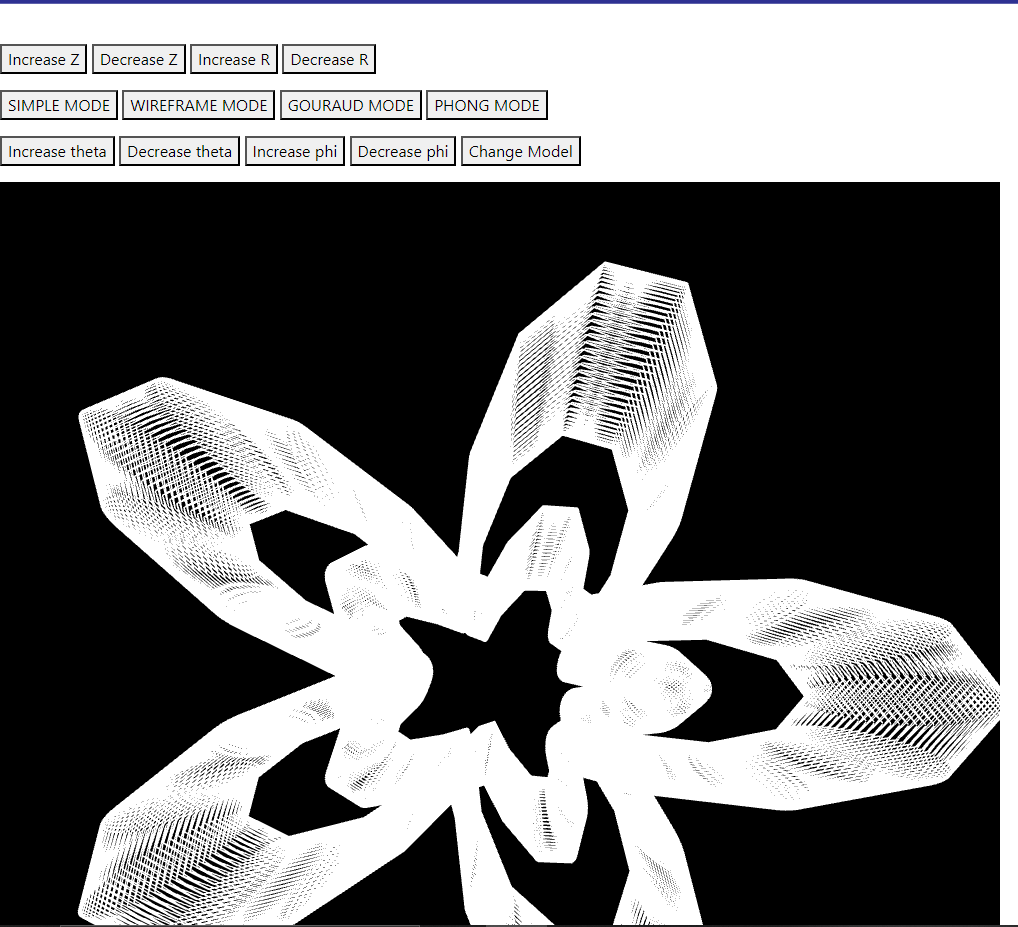 Increase Z Decrease Z Increase R Decrease R
SIMPLE MODE WIREFRAME MODE GOURAUD MODE PHONG MODE
Increase theta Decrease theta Increase phi Decrease phi Change Model